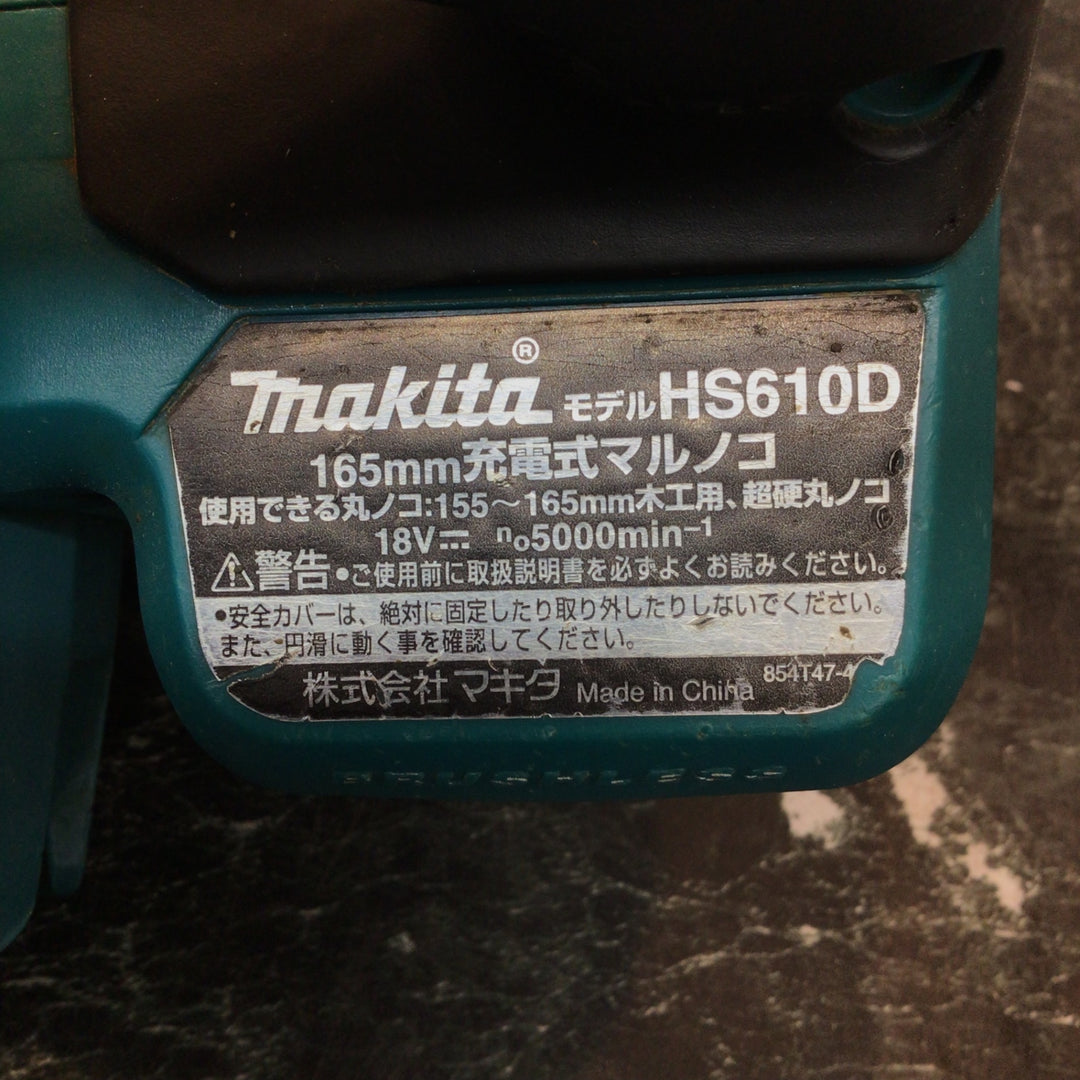 makita® モデルHS610D
165mm充電式マルノコ
使用できる丸ノコ:155～165mm木工用、超硬丸ノコ
18V⎓ n₀5000min⁻¹
⚠警告 •ご使用前に取扱説明書を必ずよくお読みください。
•安全カバーは、絶対に固定したり取り外したりしないでください。
また、円滑に動く事を確認してください。
株式会社マキタ Made in China 854T47-4
BRUSHLESS